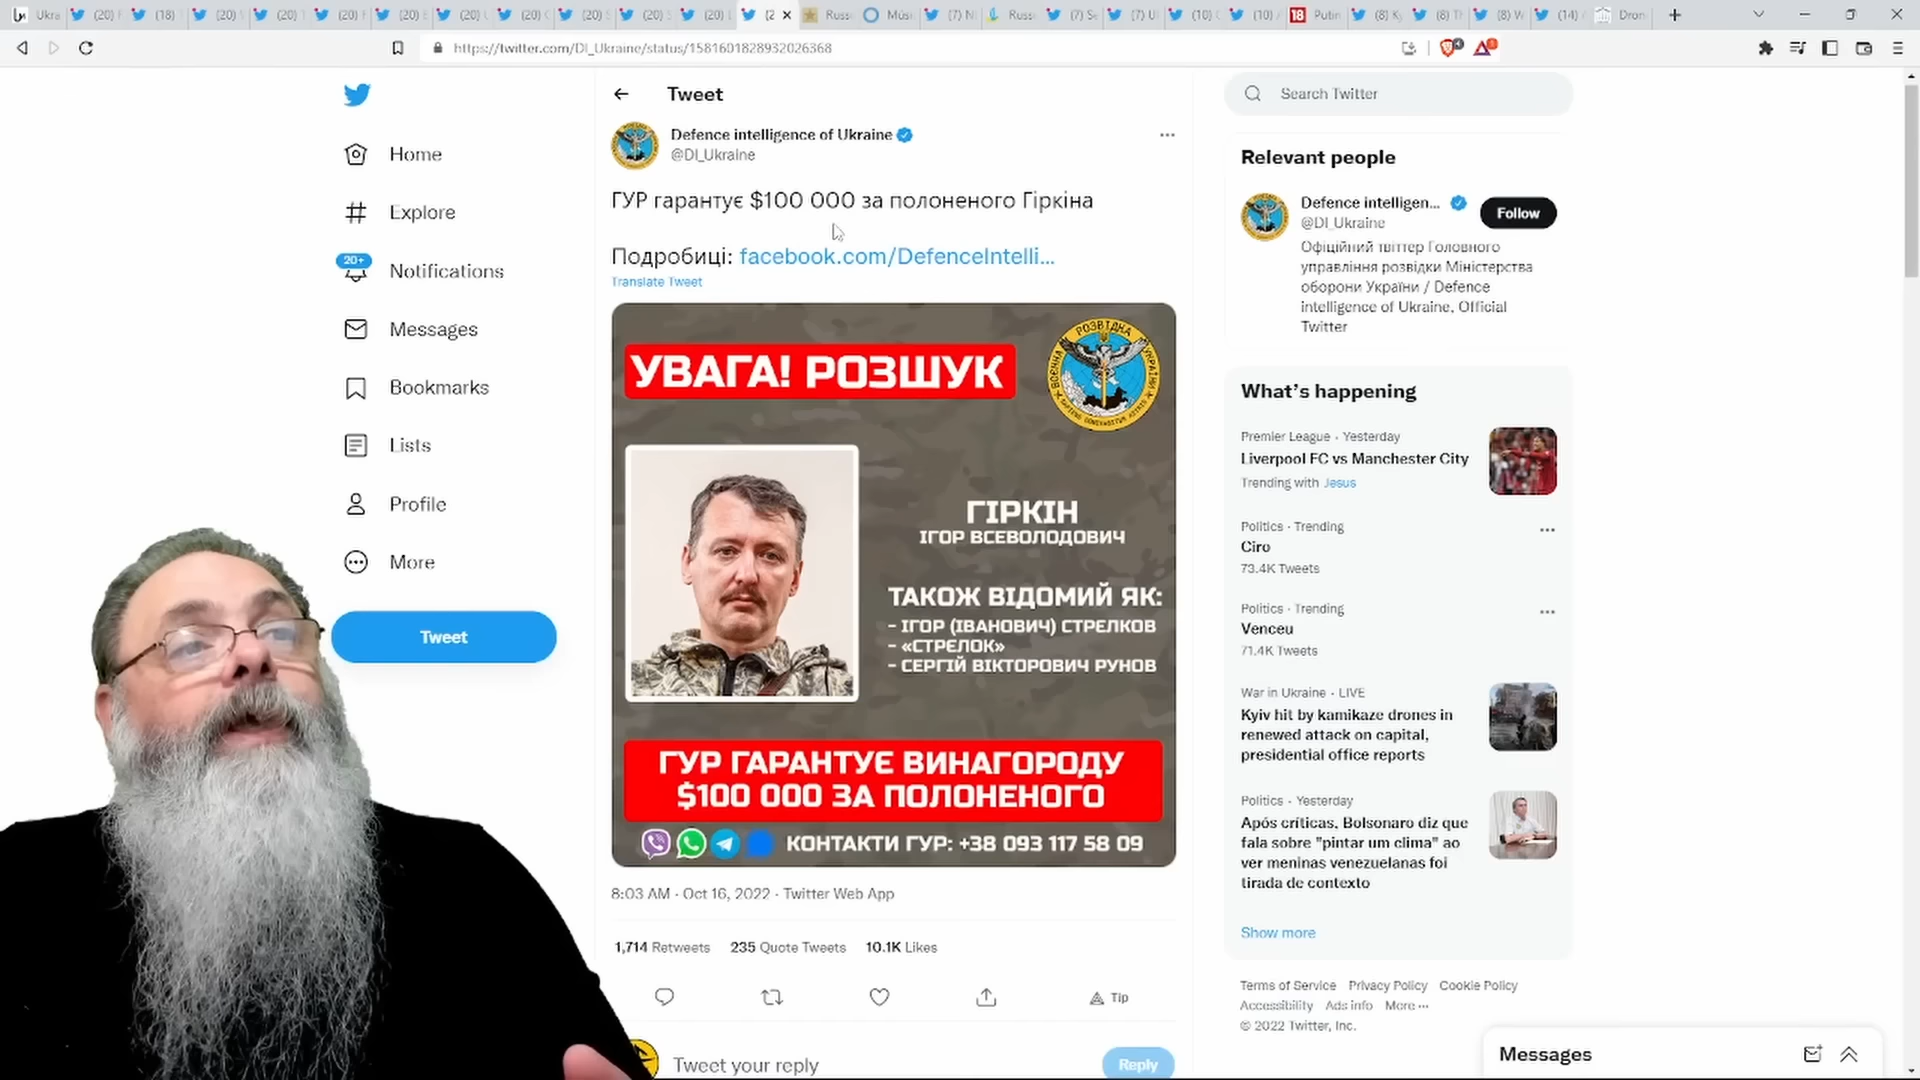 https://twitter.com/DI_Ukraine/status/1581601828932026368
Home
Explore
20+
Notifications
Messages
Bookmarks
Lists
Profile
More
Tweet
Tweet
Defence intelligence of Ukraine
@DI_Ukraine
ГУР гарантує $100 000 за полоненого Гіркіна
Подробиці: facebook.com/DefenceIntelli...
Translate Tweet
УВАГА! РОЗШУК
ВОЄННА РОЗВІДКА УКРАЇНИ
ГІРКІН
ІГОР ВСЕВОЛОДОВИЧ
ТАКОЖ ВІДОМИЙ ЯК:
- ІГОР (ІВАНОВИЧ) СТРЕЛКОВ
- «СТРЄЛОК»
- СЕРГІЙ ВІКТОРОВИЧ РУНОВ
ГУР ГАРАНТУЄ ВИНАГОРОДУ
$100 000 ЗА ПОЛОНЕНОГО
КОНТАКТИ ГУР: +38 093 117 58 09
8:03 AM · Oct 16, 2022 · Twitter Web App
1,714 Retweets 235 Quote Tweets 10.1K Likes
Tip
Tweet your reply
Reply
Search Twitter
Relevant people
Defence intelligen...
@DI_Ukraine
Follow
Офіційний твіттер Головного
управління розвідки Міністерства
оборони України / Defence
intelligence of Ukraine, Official
Twitter
What's happening
Premier League · Yesterday
Liverpool FC vs Manchester City
Trending with Jesus
Politics · Trending
Ciro
73.4K Tweets
Politics · Trending
Venceu
71.4K Tweets
War in Ukraine · LIVE
Kyiv hit by kamikaze drones in
renewed attack on capital,
presidential office reports
Politics · Yesterday
Após críticas, Bolsonaro diz que
fala sobre "pintar um clima" ao
ver meninas venezuelanas foi
tirada de contexto
Show more
Terms of Service Privacy Policy Cookie Policy
Accessibility Ads info More ...
© 2022 Twitter, Inc.
Messages